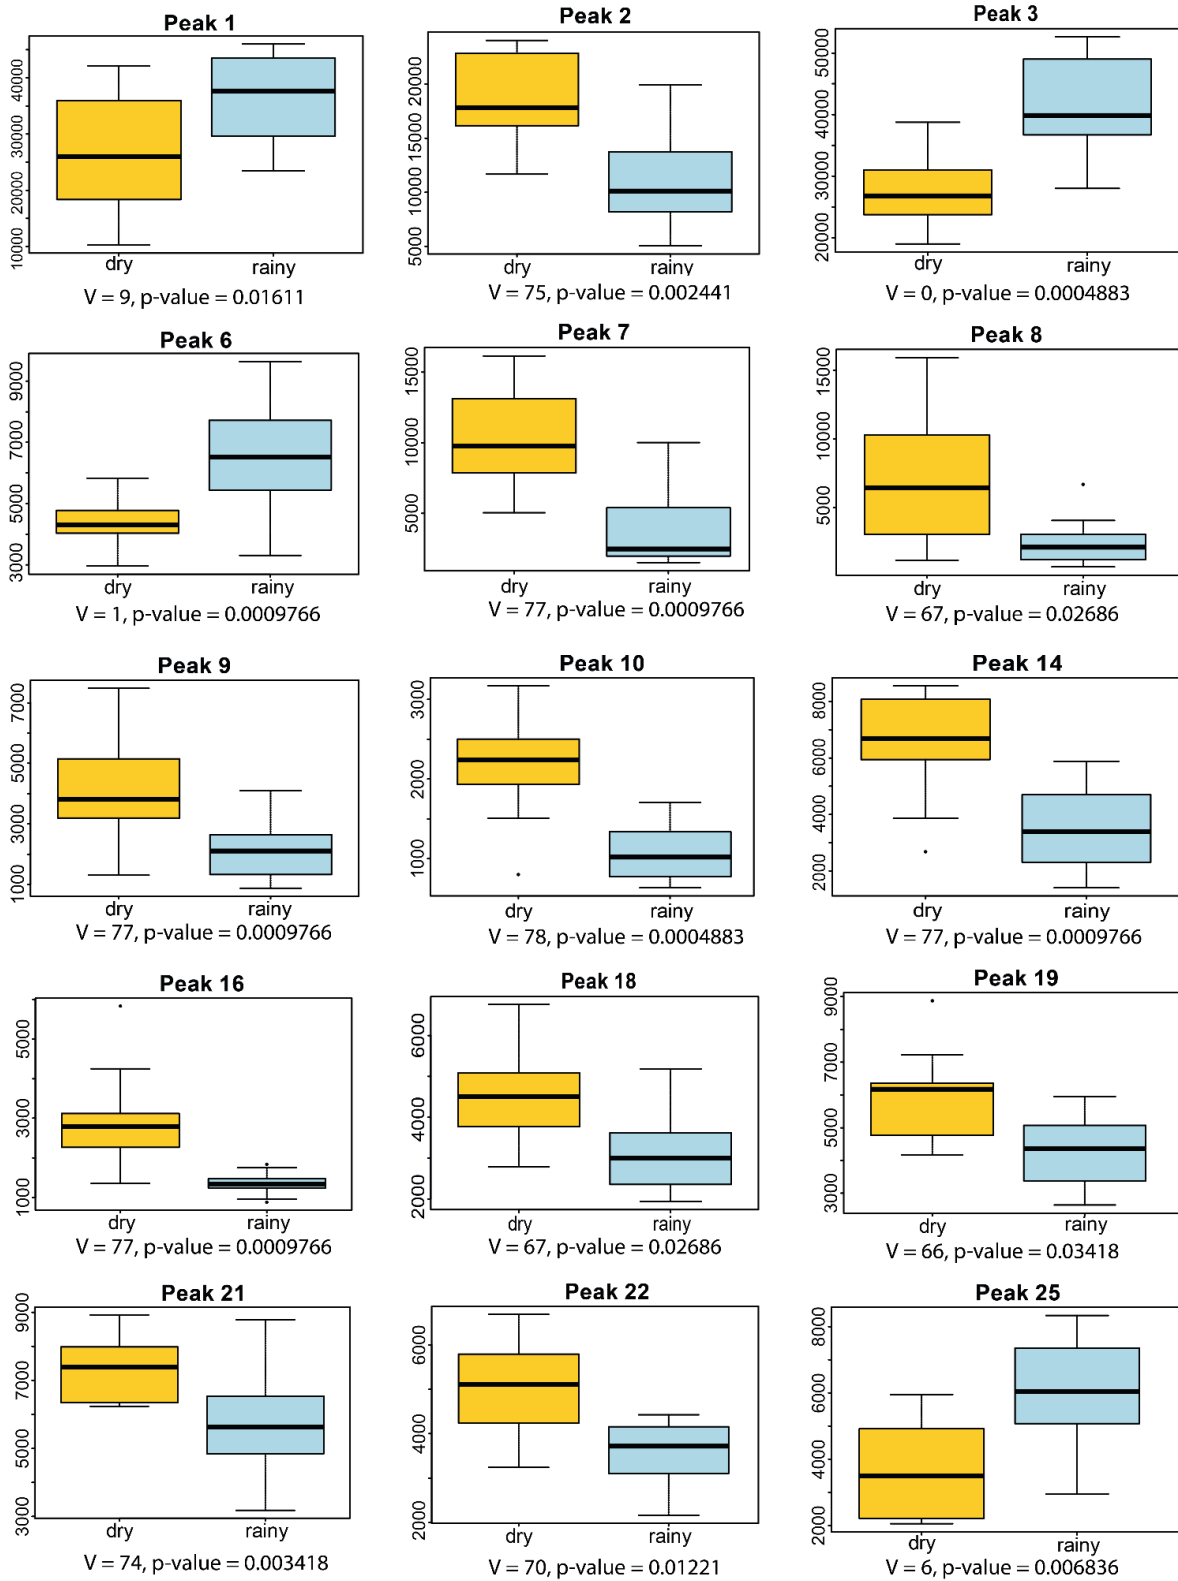 Peak 1
40000
30000
20000
10000
dry rainy
V = 9, p-value = 0.01611
Peak 2
20000
15000
10000
5000
dry rainy
V = 75, p-value = 0.002441
Peak 3
50000
40000
30000
20000
dry rainy
V = 0, p-value = 0.0004883
Peak 6
9000
7000
5000
3000
dry rainy
V = 1, p-value = 0.0009766
Peak 7
15000
10000
5000
dry rainy
V = 77, p-value = 0.0009766
Peak 8
15000
10000
5000
dry rainy
V = 67, p-value = 0.02686
Peak 9
7000
5000
3000
1000
dry rainy
V = 77, p-value = 0.0009766
Peak 10
3000
2000
1000
dry rainy
V = 78, p-value = 0.0004883
Peak 14
8000
6000
4000
2000
dry rainy
V = 77, p-value = 0.0009766
Peak 16
5000
3000
1000
dry rainy
V = 77, p-value = 0.0009766
Peak 18
6000
4000
2000
dry rainy
V = 67, p-value = 0.02686
Peak 19
9000
7000
5000
3000
dry rainy
V = 66, p-value = 0.03418
Peak 21
9000
7000
5000
3000
dry rainy
V = 74, p-value = 0.003418
Peak 22
6000
4000
2000
dry rainy
V = 70, p-value = 0.01221
Peak 25
8000
6000
4000
2000
dry rainy
V = 6, p-value = 0.006836